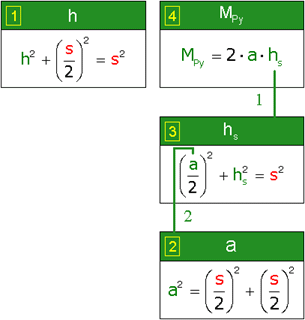 1 h
h² + (s/2)² = s²
4 M_Py
M_Py = 2·a·h_s
1
3 h_s
(a/2)² + h_s² = s²
2
2 a
a² = (s/2)² + (s/2)²